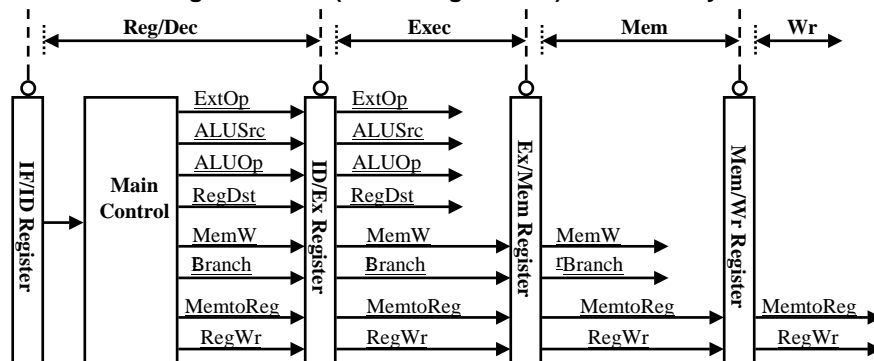 Reg/Dec Exec Mem Wr
ExtOp ExtOp
ALUSrc ALUSrc
ALUOp ALUOp
RegDst RegDst
MemW MemW MemW
Branch Branch rBranch
MemtoReg MemtoReg MemtoReg MemtoReg
RegWr RegWr RegWr RegWr
IF/ID Register
Main
Control
ID/Ex Register
Ex/Mem Register
Mem/Wr Register